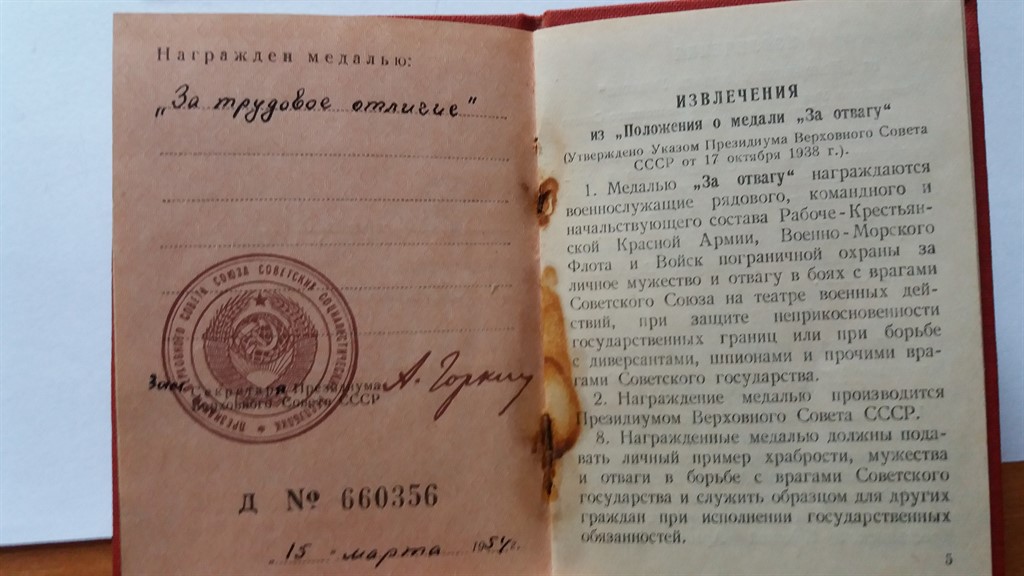 Награжден медалью:
„За трудовое отличие"
Зам. Секретаря Президиума
Верховного Совета СССР
А. Горкин
Д № 660356
15 марта 1954 г.
ИЗВЛЕЧЕНИЯ
из „Положения о медали „За отвагу"
(Утверждено Указом Президиума Верховного Совета
СССР от 17 октября 1938 г.).
1. Медалью „За отвагу" награждаются
военнослужащие рядового, командного и
начальствующего состава Рабоче-Крестьян-
ской Красной Армии, Военно-Морского
Флота и Войск пограничной охраны за
личное мужество и отвагу в боях с врагами
Советского Союза на театре военных дей-
ствий, при защите неприкосновенности
государственных границ или при борьбе
с диверсантами, шпионами и прочими вра-
гами Советского государства.
2. Награждение медалью производится
Президиумом Верховного Совета СССР.
8. Награжденные медалью должны пода-
вать личный пример храбрости, мужества
и отваги в борьбе с врагами Советского
государства и служить образцом для других
граждан при исполнении государственных
обязанностей.
5